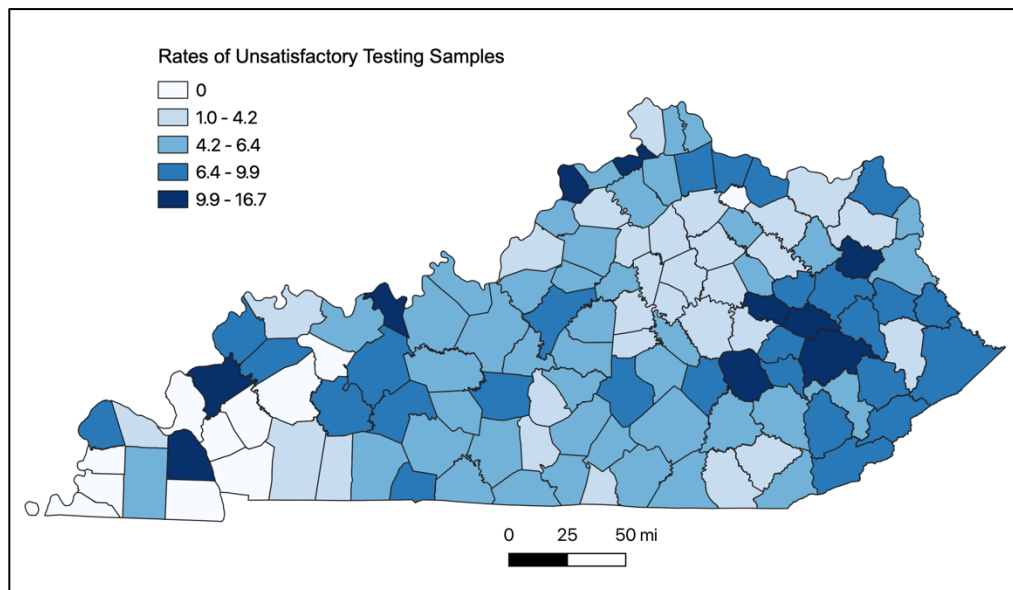 Rates of Unsatisfactory Testing Samples
0
1.0 - 4.2
4.2 - 6.4
6.4 - 9.9
9.9 - 16.7
0 25 50 mi